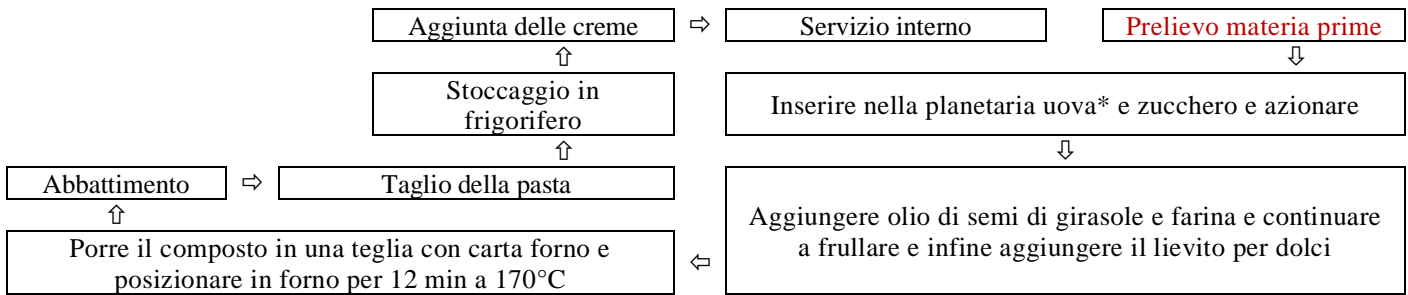 Aggiunta delle creme ⇨ Servizio interno Prelievo materia prime
⇧ ⇩
Stoccaggio in
frigorifero
Inserire nella planetaria uova* e zucchero e azionare
⇧ ⇩
Abbattimento ⇨ Taglio della pasta
Aggiungere olio di semi di girasole e farina e continuare
a frullare e infine aggiungere il lievito per dolci
⇧
Porre il composto in una teglia con carta forno e
posizionare in forno per 12 min a 170°C
⇦